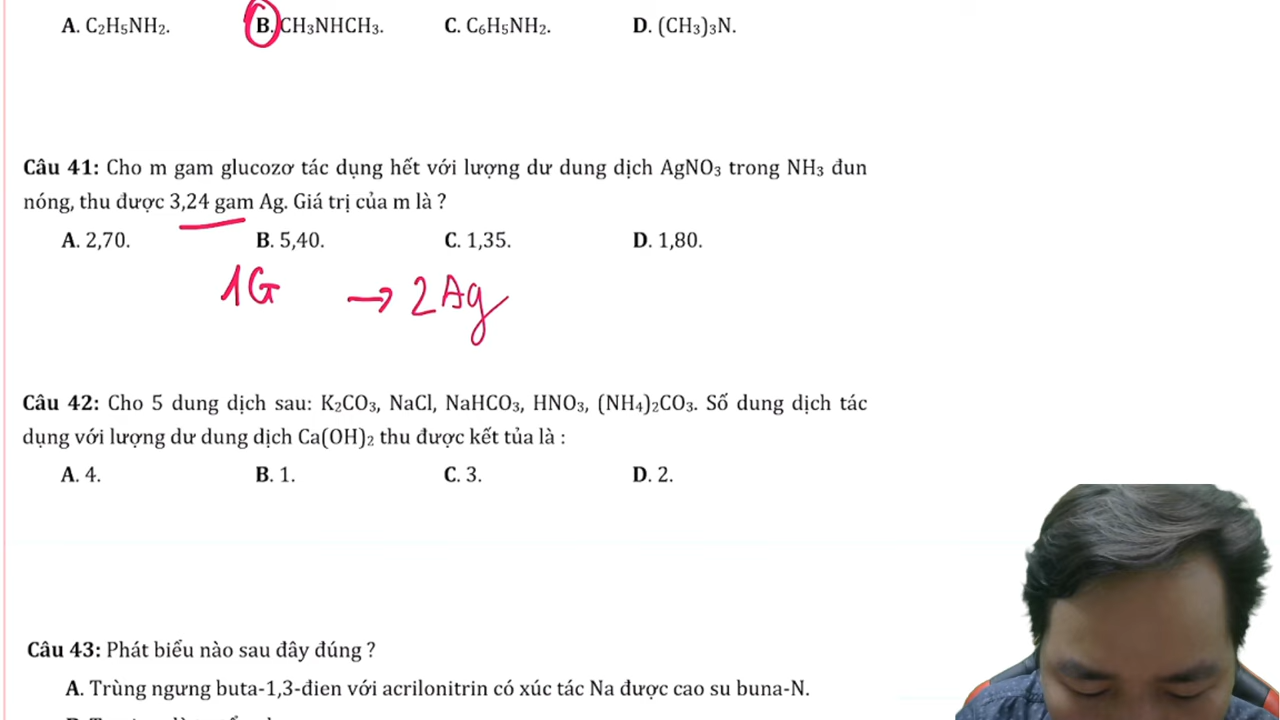 A. C₂H₅NH₂. B. CH₃NHCH₃. C. C₆H₅NH₂. D. (CH₃)₃N.
Câu 41: Cho m gam glucozơ tác dụng hết với lượng dư dung dịch AgNO₃ trong NH₃ đun
nóng, thu được 3,24 gam Ag. Giá trị của m là ?
A. 2,70. B. 5,40. C. 1,35. D. 1,80.
1G → 2Ag
Câu 42: Cho 5 dung dịch sau: K₂CO₃, NaCl, NaHCO₃, HNO₃, (NH₄)₂CO₃. Số dung dịch tác
dụng với lượng dư dung dịch Ca(OH)₂ thu được kết tủa là :
A. 4. B. 1. C. 3. D. 2.
Câu 43: Phát biểu nào sau đây đúng ?
A. Trùng ngưng buta-1,3-đien với acrilonitrin có xúc tác Na được cao su buna-N.